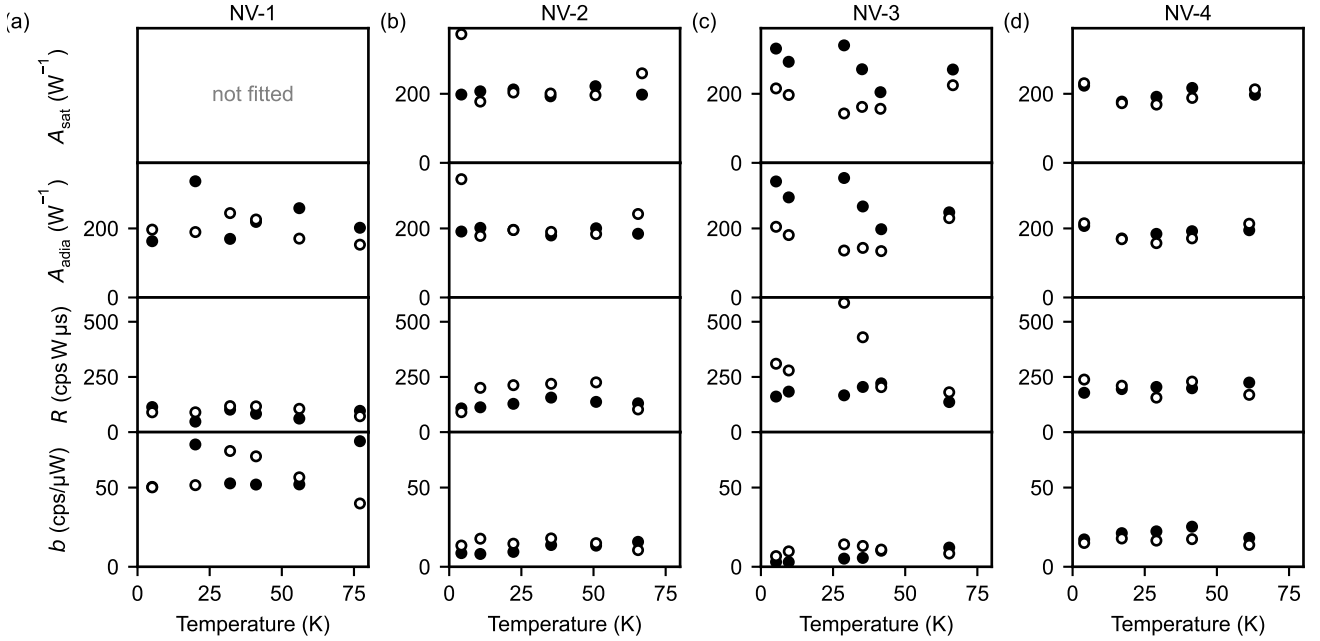 (a) NV-1 (b) NV-2 (c) NV-3 (d) NV-4
A_sat (W⁻¹) not fitted 200 200 200
0 0 0
A_adia (W⁻¹) 200 200 200 200
0 0 0 0
R (cps W µs) 500 500 500 500
250 250 250 250
0 0 0 0
b (cps/µW) 50 50 50 50
0 0 0 0
0 25 50 75 0 25 50 75 0 25 50 75 0 25 50 75
Temperature (K) Temperature (K) Temperature (K) Temperature (K)